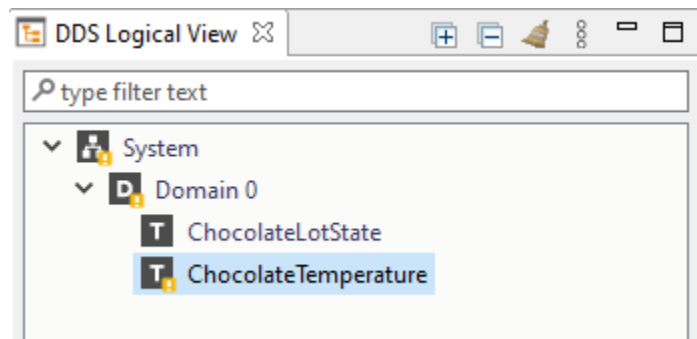 DDS Logical View
type filter text
System
D Domain 0
T ChocolateLotState
T ChocolateTemperature